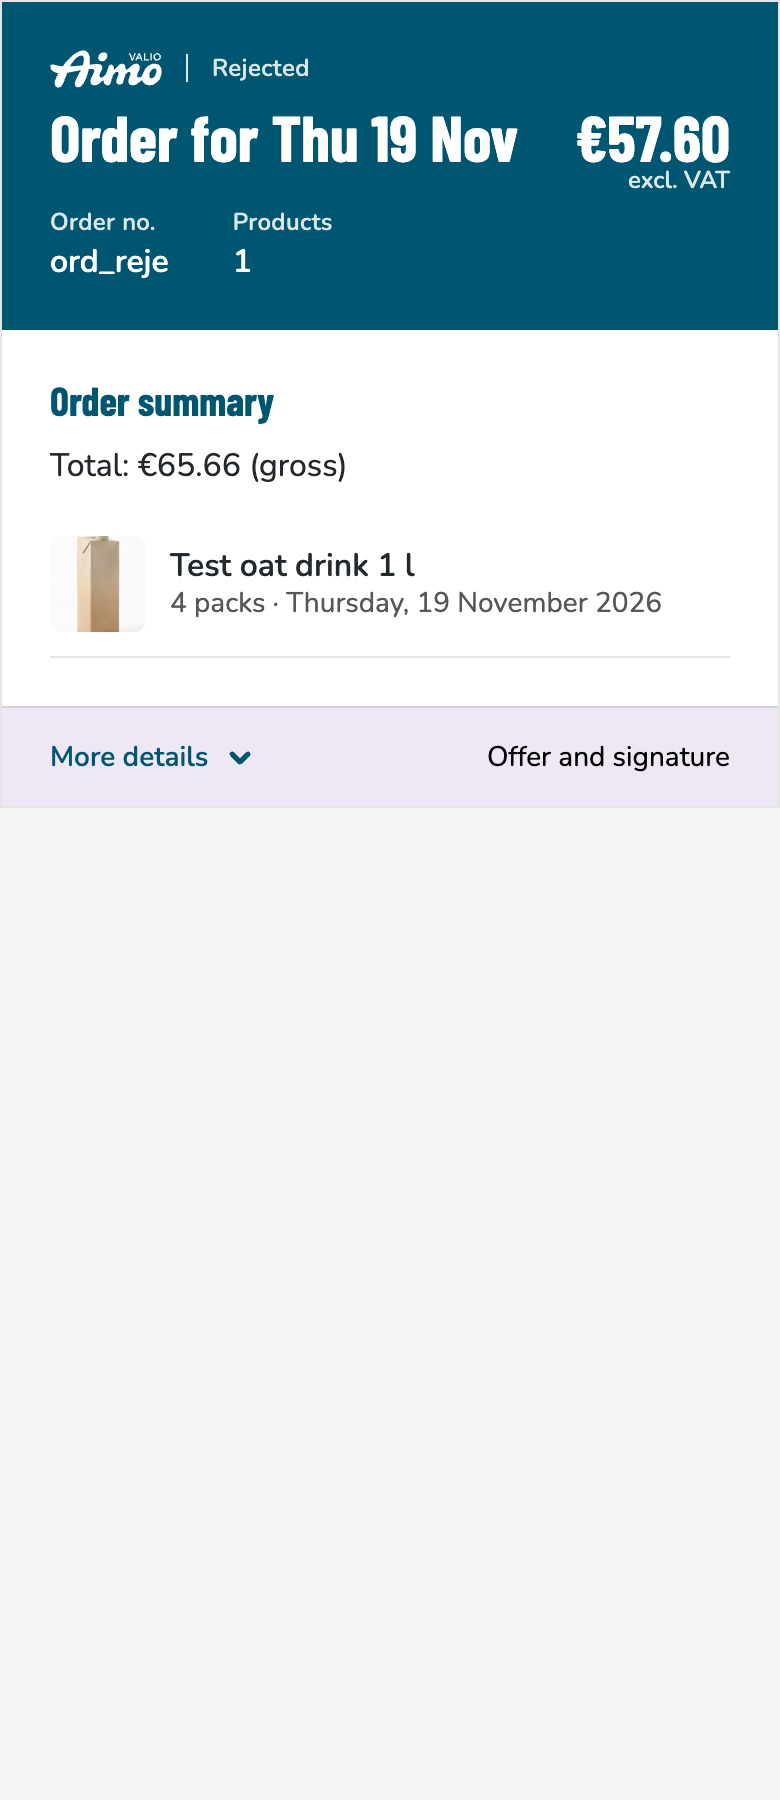 VALIO
Aimo
Rejected
Order for Thu 19 Nov
€57.60
excl. VAT
Order no.
Products
ord_reje
1
Order summary
Total: €65.66 (gross)
Test oat drink 1 l
4 packs · Thursday, 19 November 2026
More details
Offer and signature